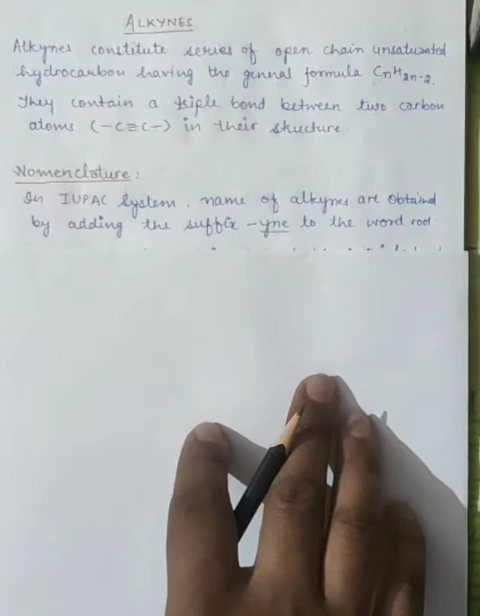 ALKYNES
Alkynes constitute series of open chain unsaturated
hydrocarbon having the general formula CnH2n-2.
They contain a triple bond between two carbon
atoms (-C≡C-) in their structure
Nomenclature:
In IUPAC System, name of alkynes are obtained
by adding the suffix -yne to the word root